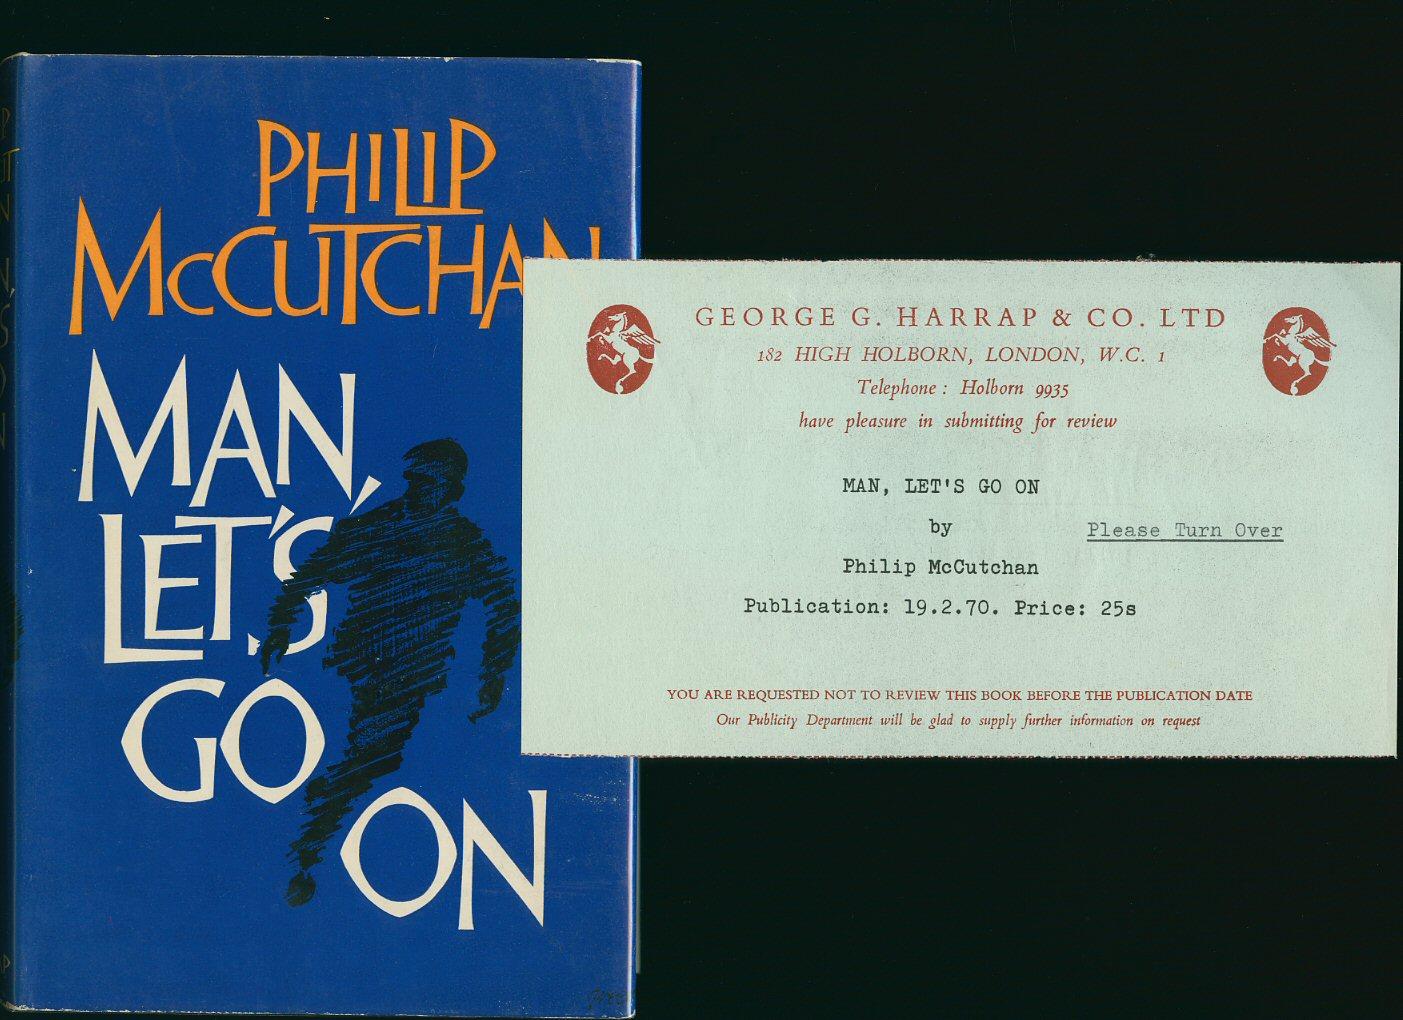 PHILIP
McCUTCHAN
MAN,
LET'S
GO
ON
GEORGE G. HARRAP & CO. LTD
182 HIGH HOLBORN, LONDON, W.C. 1
Telephone : Holborn 9935
have pleasure in submitting for review
MAN, LET'S GO ON
by
Please Turn Over
Philip McCutchan
Publication: 19.2.70. Price: 25s
YOU ARE REQUESTED NOT TO REVIEW THIS BOOK BEFORE THE PUBLICATION DATE
Our Publicity Department will be glad to supply further information on request